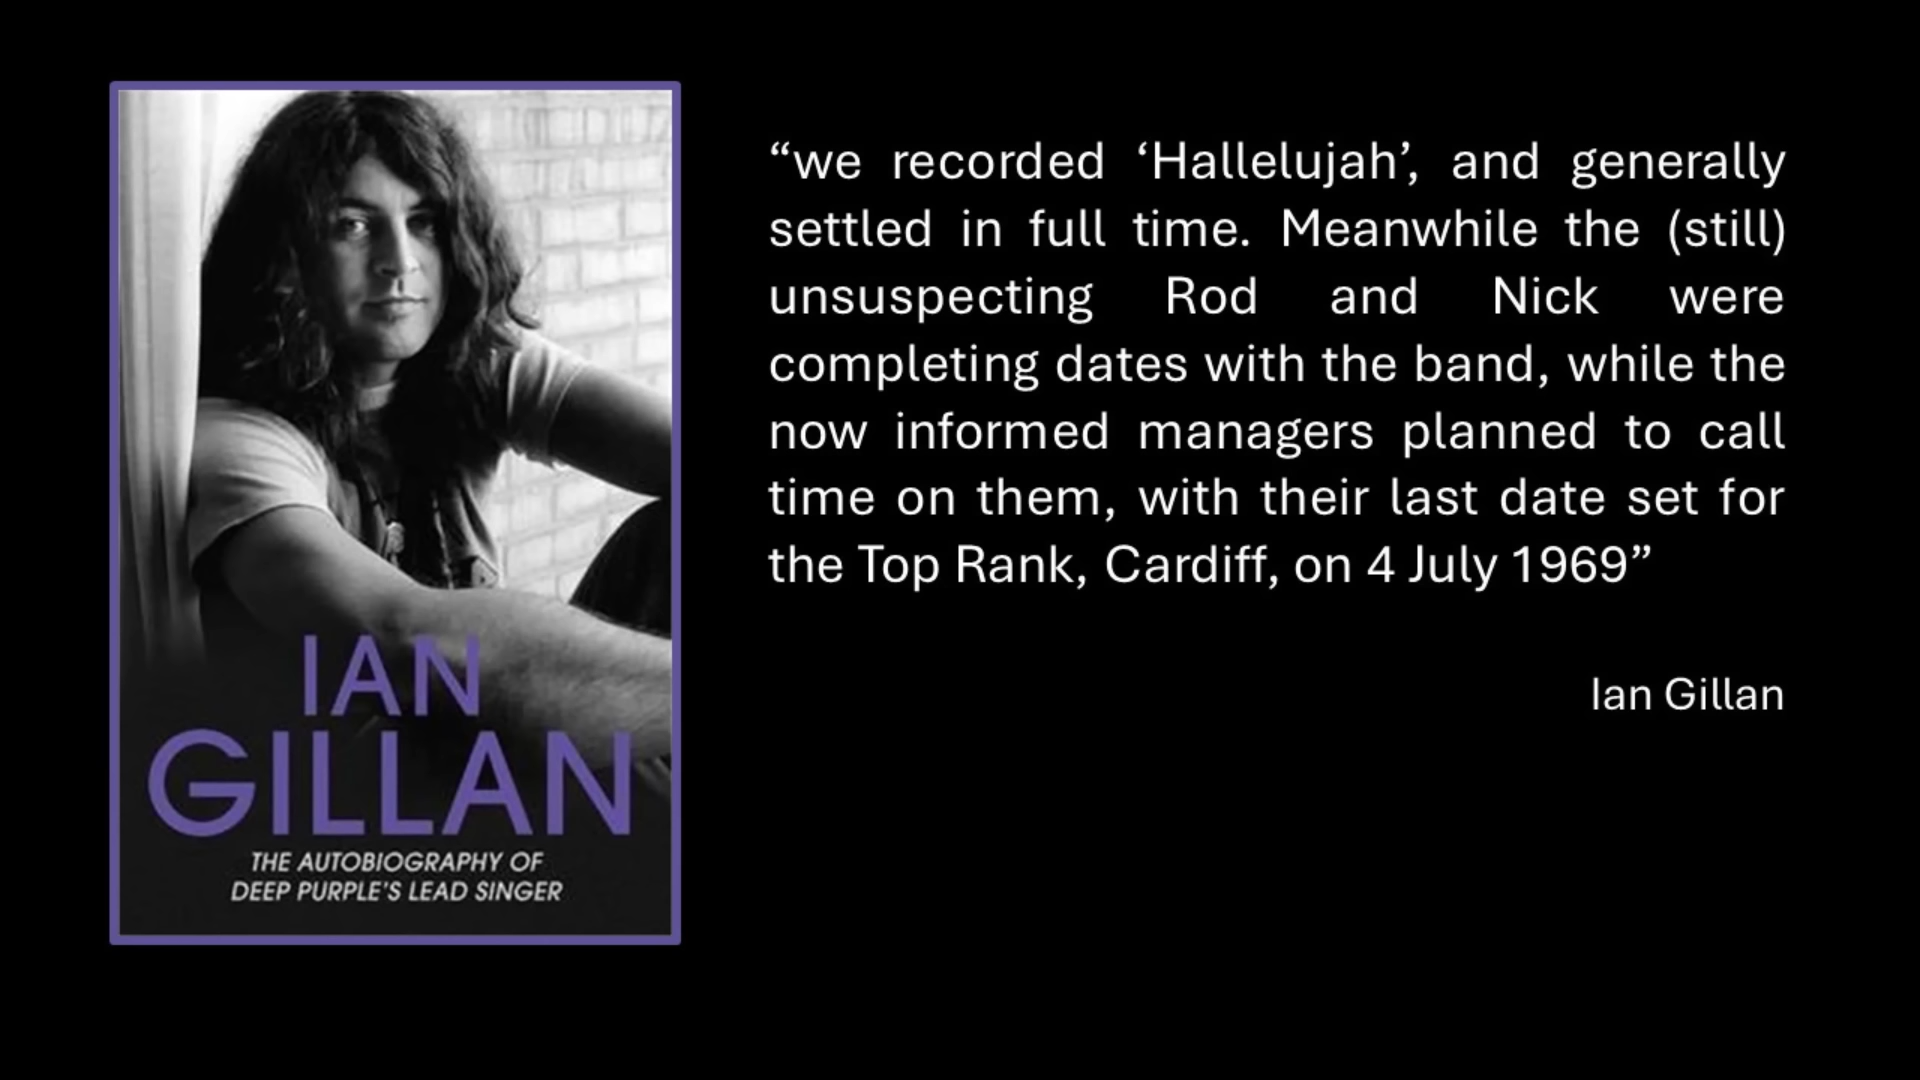 IAN
GILLAN
THE AUTOBIOGRAPHY OF
DEEP PURPLE'S LEAD SINGER
“we recorded ‘Hallelujah’, and generally
settled in full time. Meanwhile the (still)
unsuspecting Rod and Nick were
completing dates with the band, while the
now informed managers planned to call
time on them, with their last date set for
the Top Rank, Cardiff, on 4 July 1969”
Ian Gillan